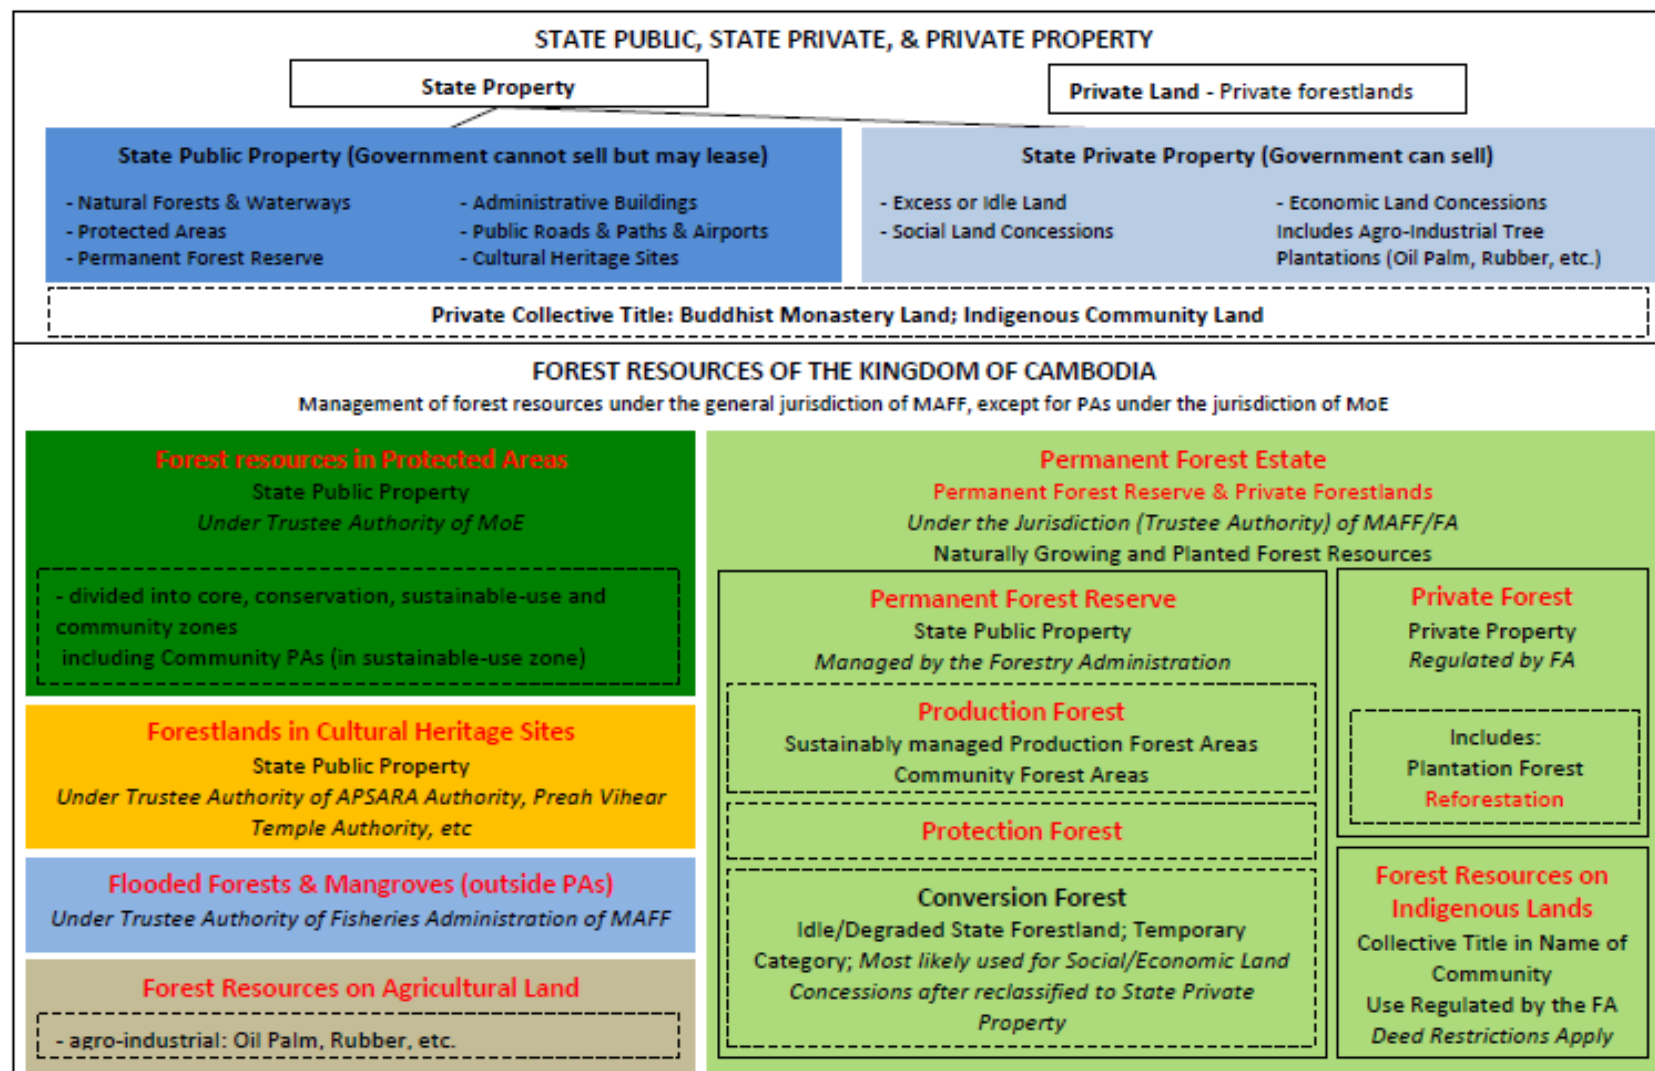 STATE PUBLIC, STATE PRIVATE, & PRIVATE PROPERTY
State Property
Private Land - Private forestlands
State Public Property (Government cannot sell but may lease)
- Natural Forests & Waterways
- Protected Areas
- Permanent Forest Reserve
- Administrative Buildings
- Public Roads & Paths & Airports
- Cultural Heritage Sites
State Private Property (Government can sell)
- Excess or Idle Land
- Social Land Concessions
- Economic Land Concessions
Includes Agro-Industrial Tree
Plantations (Oil Palm, Rubber, etc.)
Private Collective Title: Buddhist Monastery Land; Indigenous Community Land
FOREST RESOURCES OF THE KINGDOM OF CAMBODIA
Management of forest resources under the general jurisdiction of MAFF, except for PAs under the jurisdiction of MoE
Forest resources in Protected Areas
State Public Property
Under Trustee Authority of MoE
- divided into core, conservation, sustainable-use and
community zones
including Community PAs (in sustainable-use zone)
Forestlands in Cultural Heritage Sites
State Public Property
Under Trustee Authority of APSARA Authority, Preah Vihear
Temple Authority, etc
Flooded Forests & Mangroves (outside PAs)
Under Trustee Authority of Fisheries Administration of MAFF
Forest Resources on Agricultural Land
- agro-industrial: Oil Palm, Rubber, etc.
Permanent Forest Estate
Permanent Forest Reserve & Private Forestlands
Under the Jurisdiction (Trustee Authority) of MAFF/FA
Naturally Growing and Planted Forest Resources
Permanent Forest Reserve
State Public Property
Managed by the Forestry Administration
Production Forest
Sustainably managed Production Forest Areas
Community Forest Areas
Protection Forest
Conversion Forest
Idle/Degraded State Forestland; Temporary
Category; Most likely used for Social/Economic Land
Concessions after reclassified to State Private
Property
Private Forest
Private Property
Regulated by FA
Includes:
Plantation Forest
Reforestation
Forest Resources on
Indigenous Lands
Collective Title in Name of
Community
Use Regulated by the FA
Deed Restrictions Apply